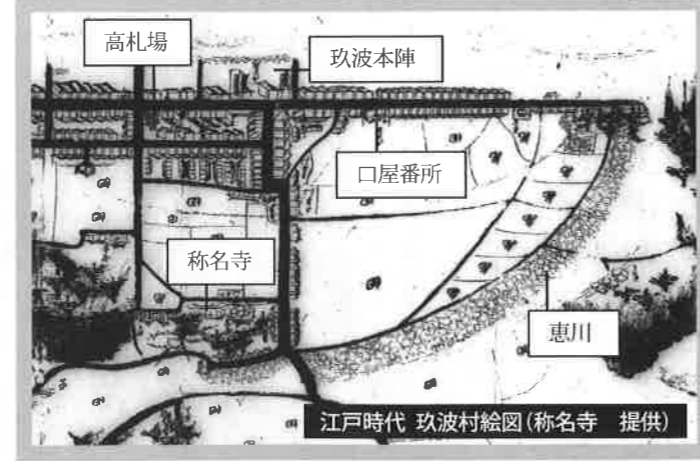 高札場
玖波本陣
口屋番所
称名寺
恵川
江戸時代 玖波村絵図(称名寺 提供)